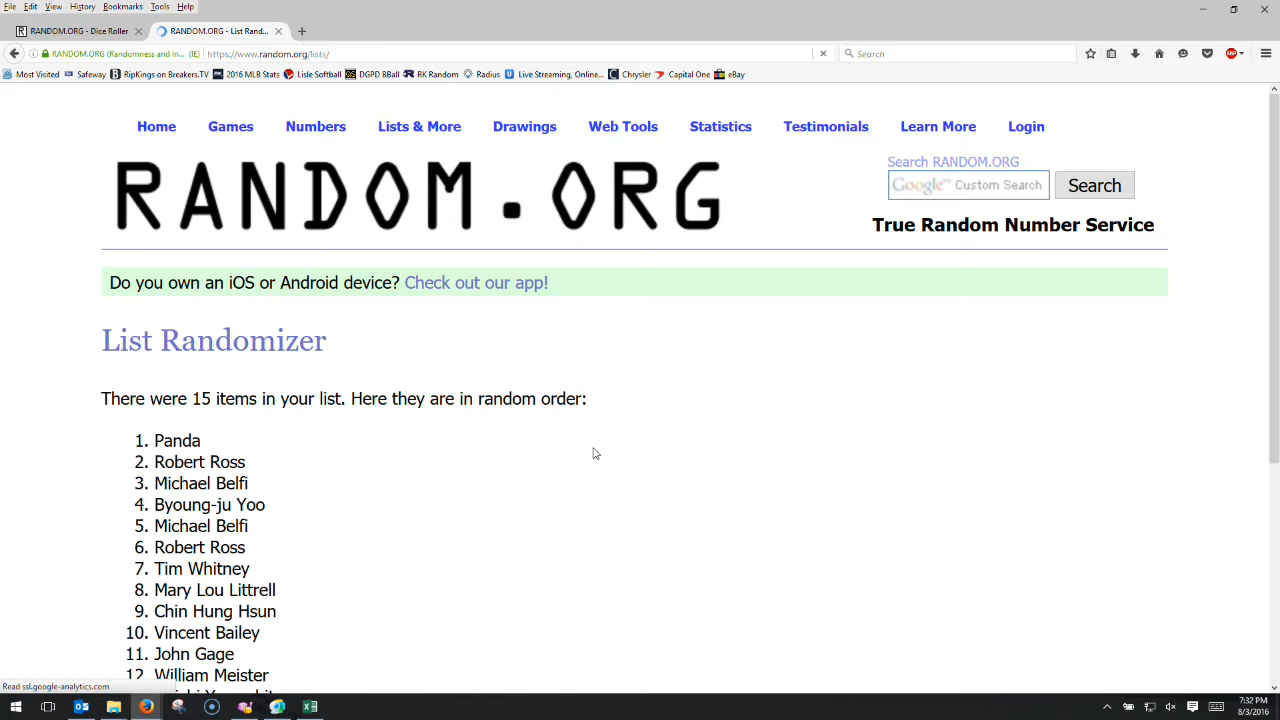 File Edit View History Bookmarks Tools Help
RANDOM.ORG - Dice Roller RANDOM.ORG - List Rand...
RANDOM.ORG (Randomness and In... (IE) https://www.random.org/lists/ Search
Most Visited Safeway RipKings on Breakers.TV 2016 MLB Stats Lisle Softball DGPD BBall RK Random Radius Live Streaming, Online... Chrysler Capital One eBay
Home Games Numbers Lists & More Drawings Web Tools Statistics Testimonials Learn More Login
RANDOM.ORG
Search RANDOM.ORG
Google™ Custom Search Search
True Random Number Service
Do you own an iOS or Android device? Check out our app!
List Randomizer
There were 15 items in your list. Here they are in random order:
1. Panda
2. Robert Ross
3. Michael Belfi
4. Byoung-ju Yoo
5. Michael Belfi
6. Robert Ross
7. Tim Whitney
8. Mary Lou Littrell
9. Chin Hung Hsun
10. Vincent Bailey
11. John Gage
12. William Meister
Read ssl.google-analytics.com
7:32 PM
8/3/2016